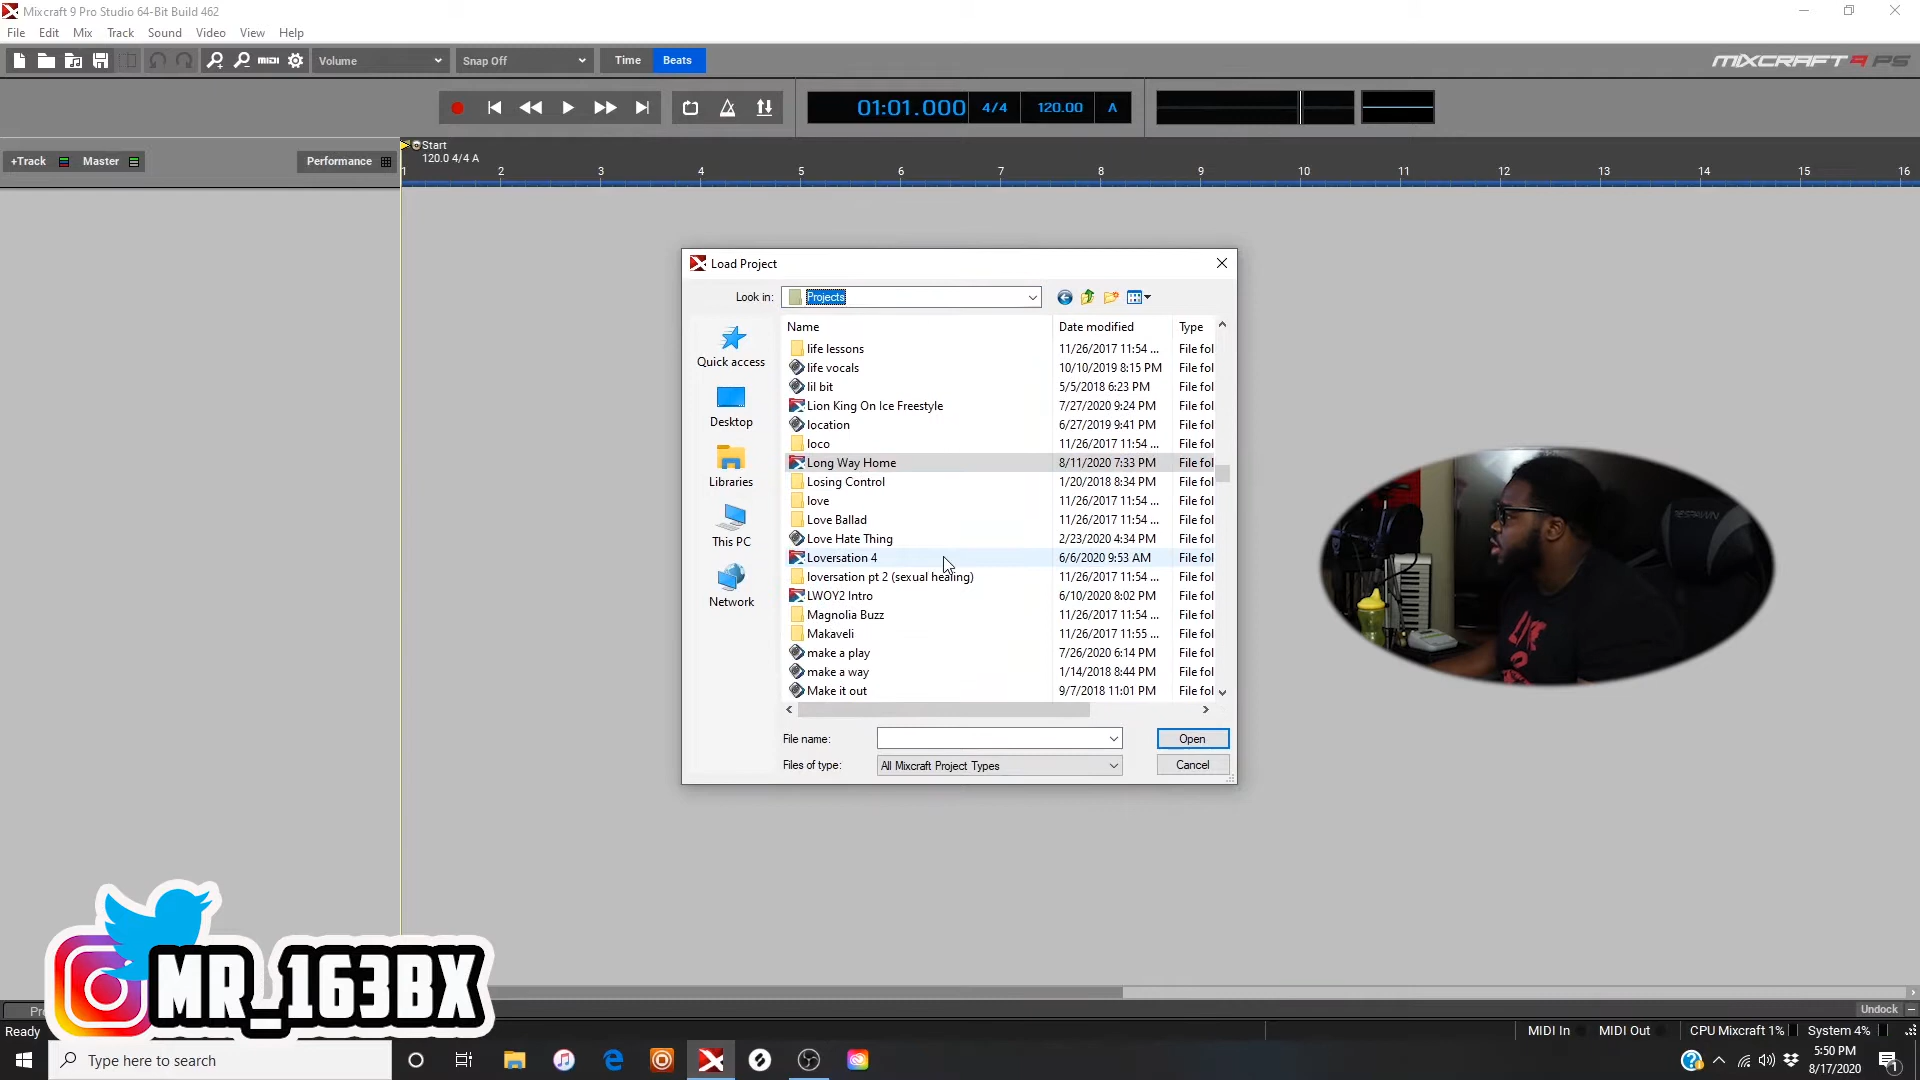 Mixcraft 9 Pro Studio 64-Bit Build 462
File Edit Mix Track Sound Video View Help
MIDI Volume Snap Off Time Beats MIXCRAFT 9 PS
01:01.000 4/4 120.00 A
+Track Master Performance
Start
120.0 4/4 A
1 2 3 4 5 6 7 8 9 10 11 12 13 14 15 16
Load Project
Look in: Projects
Quick access
Desktop
Libraries
This PC
Network
Name Date modified Type
life lessons 11/26/2017 11:54 ... File fol
life vocals 10/10/2019 8:15 PM File fol
lil bit 5/5/2018 6:23 PM File fol
Lion King On Ice Freestyle 7/27/2020 9:24 PM File fol
location 6/27/2019 9:41 PM File fol
loco 11/26/2017 11:54 ... File fol
Long Way Home 8/11/2020 7:33 PM File fol
Losing Control 1/20/2018 8:34 PM File fol
love 11/26/2017 11:54 ... File fol
Love Ballad 11/26/2017 11:54 ... File fol
Love Hate Thing 2/23/2020 4:34 PM File fol
Loversation 4 6/6/2020 9:53 AM File fol
loversation pt 2 (sexual healing) 11/26/2017 11:54 ... File fol
LWOY2 Intro 6/10/2020 8:02 PM File fol
Magnolia Buzz 11/26/2017 11:54 ... File fol
Makaveli 11/26/2017 11:55 ... File fol
make a play 7/26/2020 6:14 PM File fol
make a way 1/14/2018 8:44 PM File fol
Make it out 9/7/2018 11:01 PM File fol
File name: Open
Files of type: All Mixcraft Project Types Cancel
RESPAWN
MR_163BX
Undock
Ready MIDI In MIDI Out CPU Mixcraft 1% System 4%
Type here to search
5:50 PM
8/17/2020
1